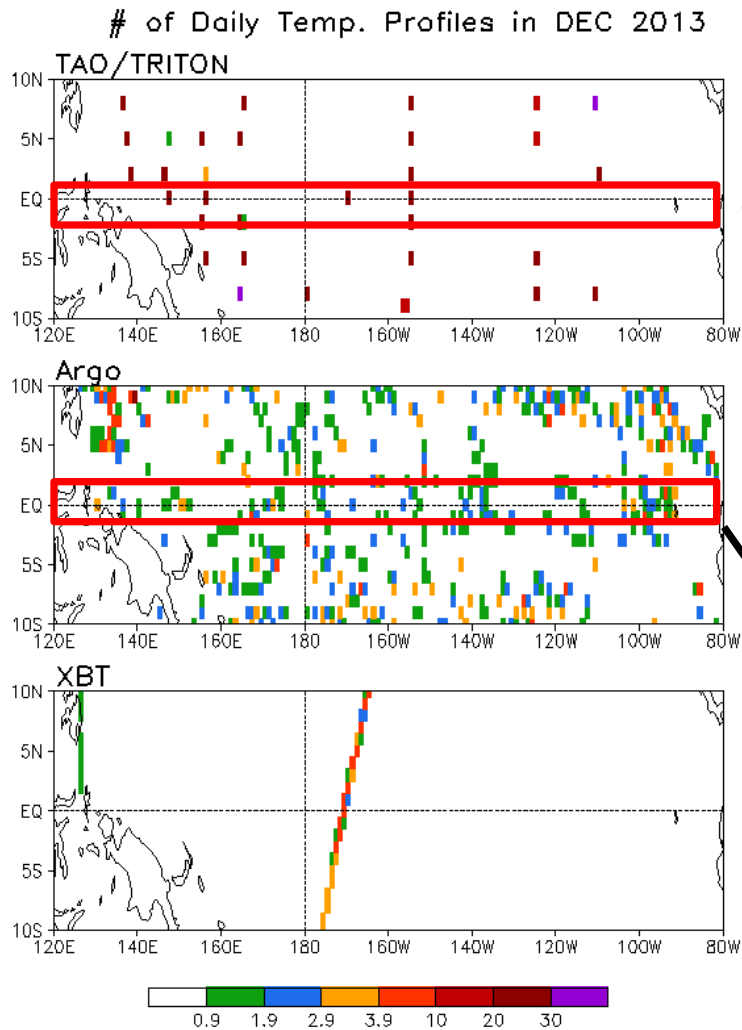 # of Daily Temp. Profiles in DEC 2013
TAO/TRITON
10N
5N
EQ
5S
10S
120E 140E 160E 180 160W 140W 120W 100W 80W
Argo
10N
5N
EQ
5S
10S
120E 140E 160E 180 160W 140W 120W 100W 80W
XBT
10N
5N
EQ
5S
10S
120E 140E 160E 180 160W 140W 120W 100W 80W
0.9 1.9 2.9 3.9 10 20 30